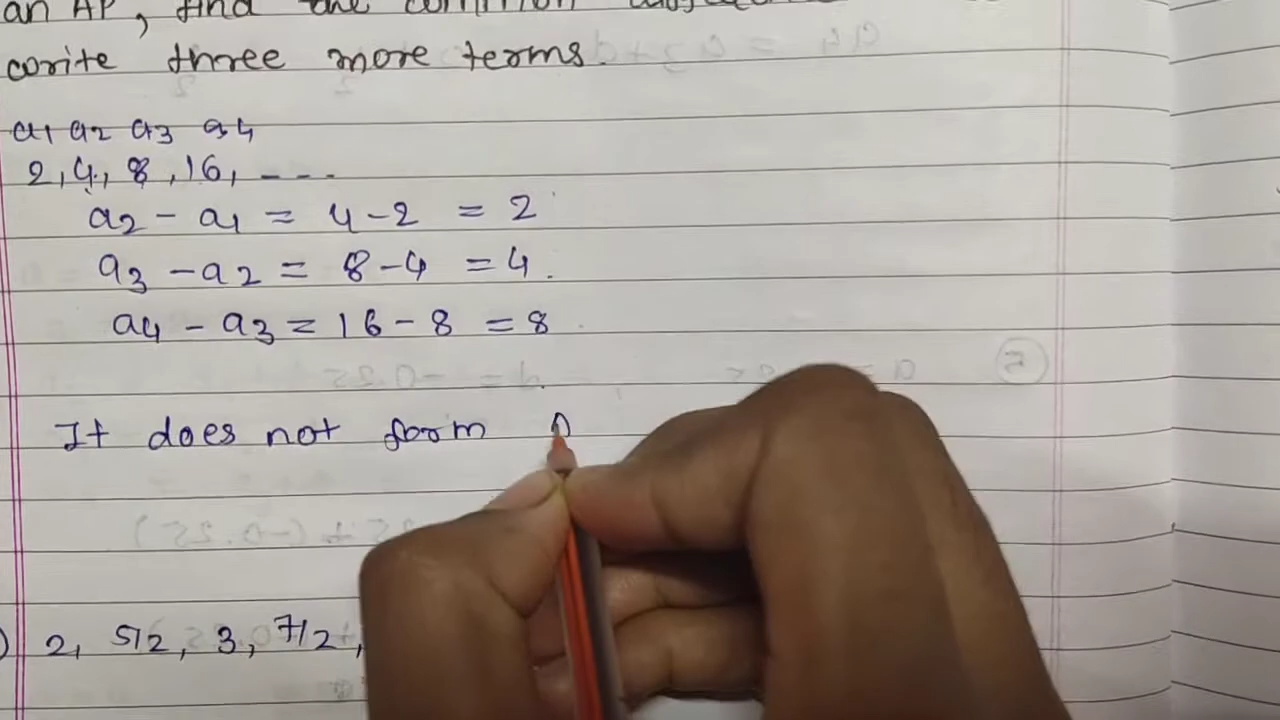 an AP, find the common
corite three more terms.
a1 a2 a3 a4
2, 4, 8, 16, ---
a2 - a1 = 4-2 = 2
a3 - a2 = 8-4 = 4.
a4 - a3 = 16-8 = 8
It does not form
2, 5/2, 3, 7/2,